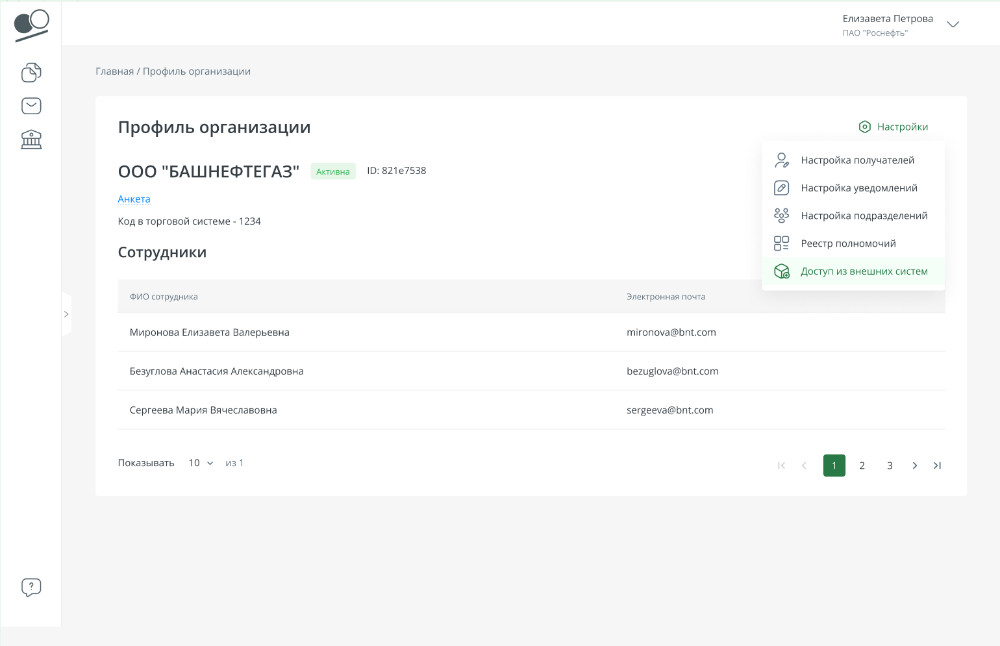 Елизавета Петрова
ПАО "Роснефть"
Главная / Профиль организации
Профиль организации
Настройки
ООО "БАШНЕФТЕГАЗ" Активна ID: 821e7538
Анкета
Код в торговой системе - 1234
Сотрудники
Настройка получателей
Настройка уведомлений
Настройка подразделений
Реестр полномочий
Доступ из внешних систем
ФИО сотрудника Электронная почта
Миронова Елизавета Валерьевна mironova@bnt.com
Безуглова Анастасия Александровна bezuglova@bnt.com
Сергеева Мария Вячеславовна sergeeva@bnt.com
Показывать 10 из 1 1 2 3